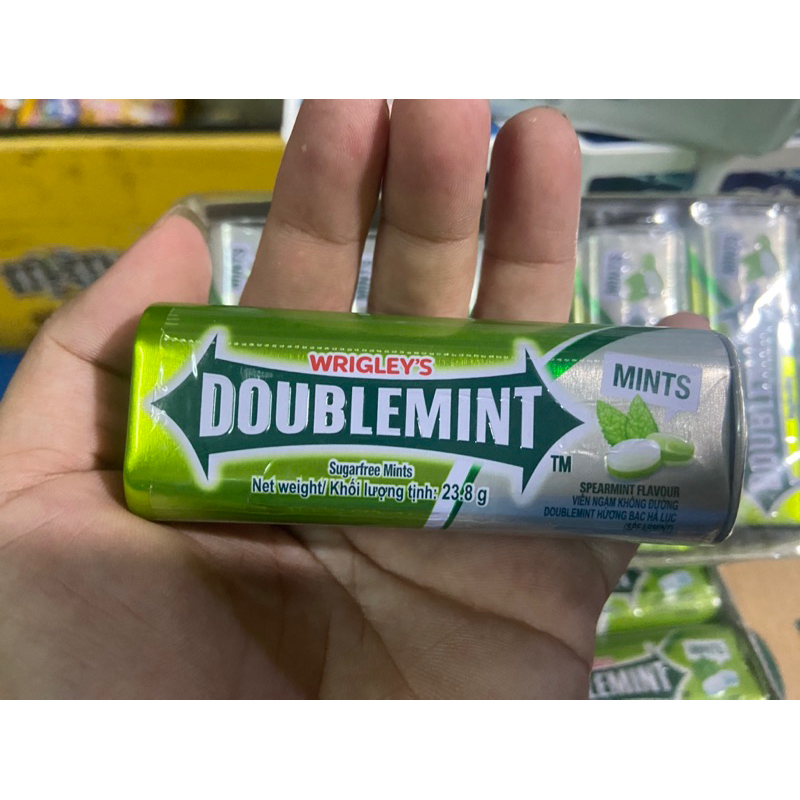 WRIGLEY'S
DOUBLEMINT
TM
MINTS
Sugarfree Mints
Net weight/ Khối lượng tịnh: 23.8 g
SPEARMINT FLAVOUR
VIÊN NGẬM KHÔNG ĐƯỜNG
DOUBLEMINT HƯƠNG BẠC HÀ LỤC
m&m
MINTS